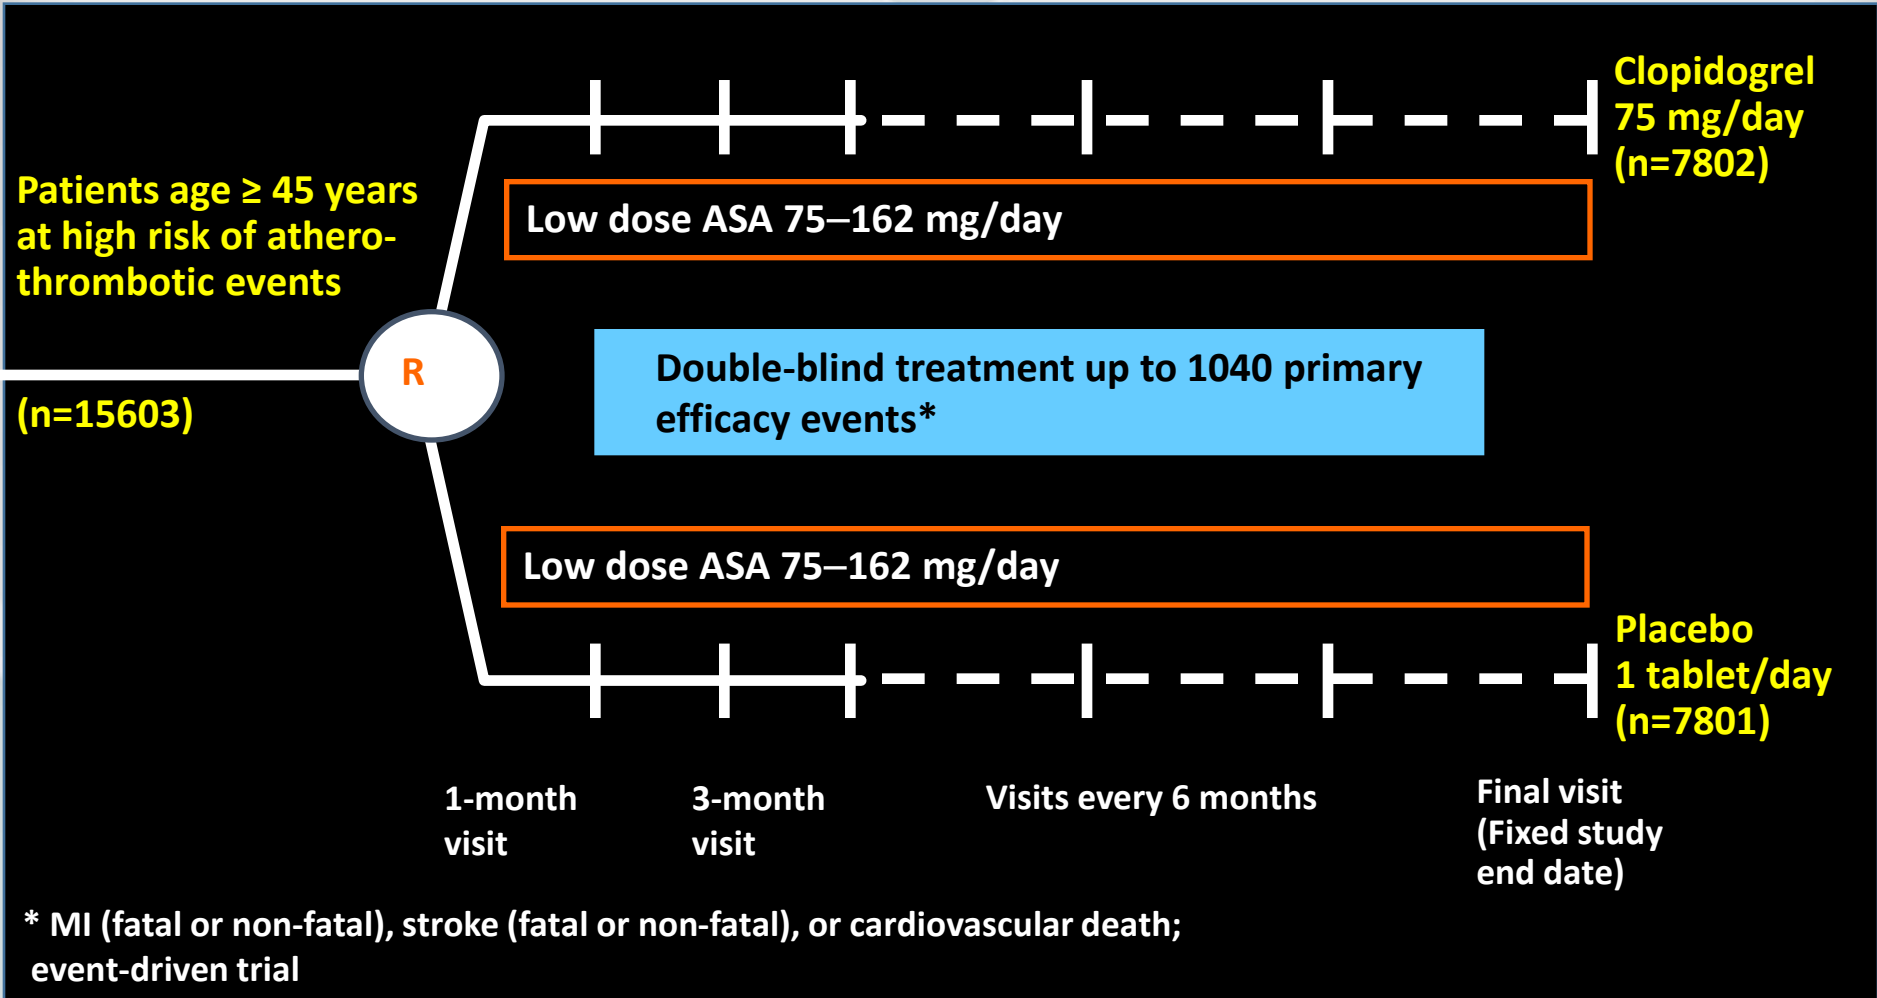 Clopidogrel
75 mg/day
(n=7802)
Patients age ≥ 45 years
at high risk of athero-
thrombotic events
Low dose ASA 75–162 mg/day
R
(n=15603)
Double-blind treatment up to 1040 primary
efficacy events*
Low dose ASA 75–162 mg/day
Placebo
1 tablet/day
(n=7801)
1-month
visit
3-month
visit
Visits every 6 months
Final visit
(Fixed study
end date)
* MI (fatal or non-fatal), stroke (fatal or non-fatal), or cardiovascular death;
event-driven trial